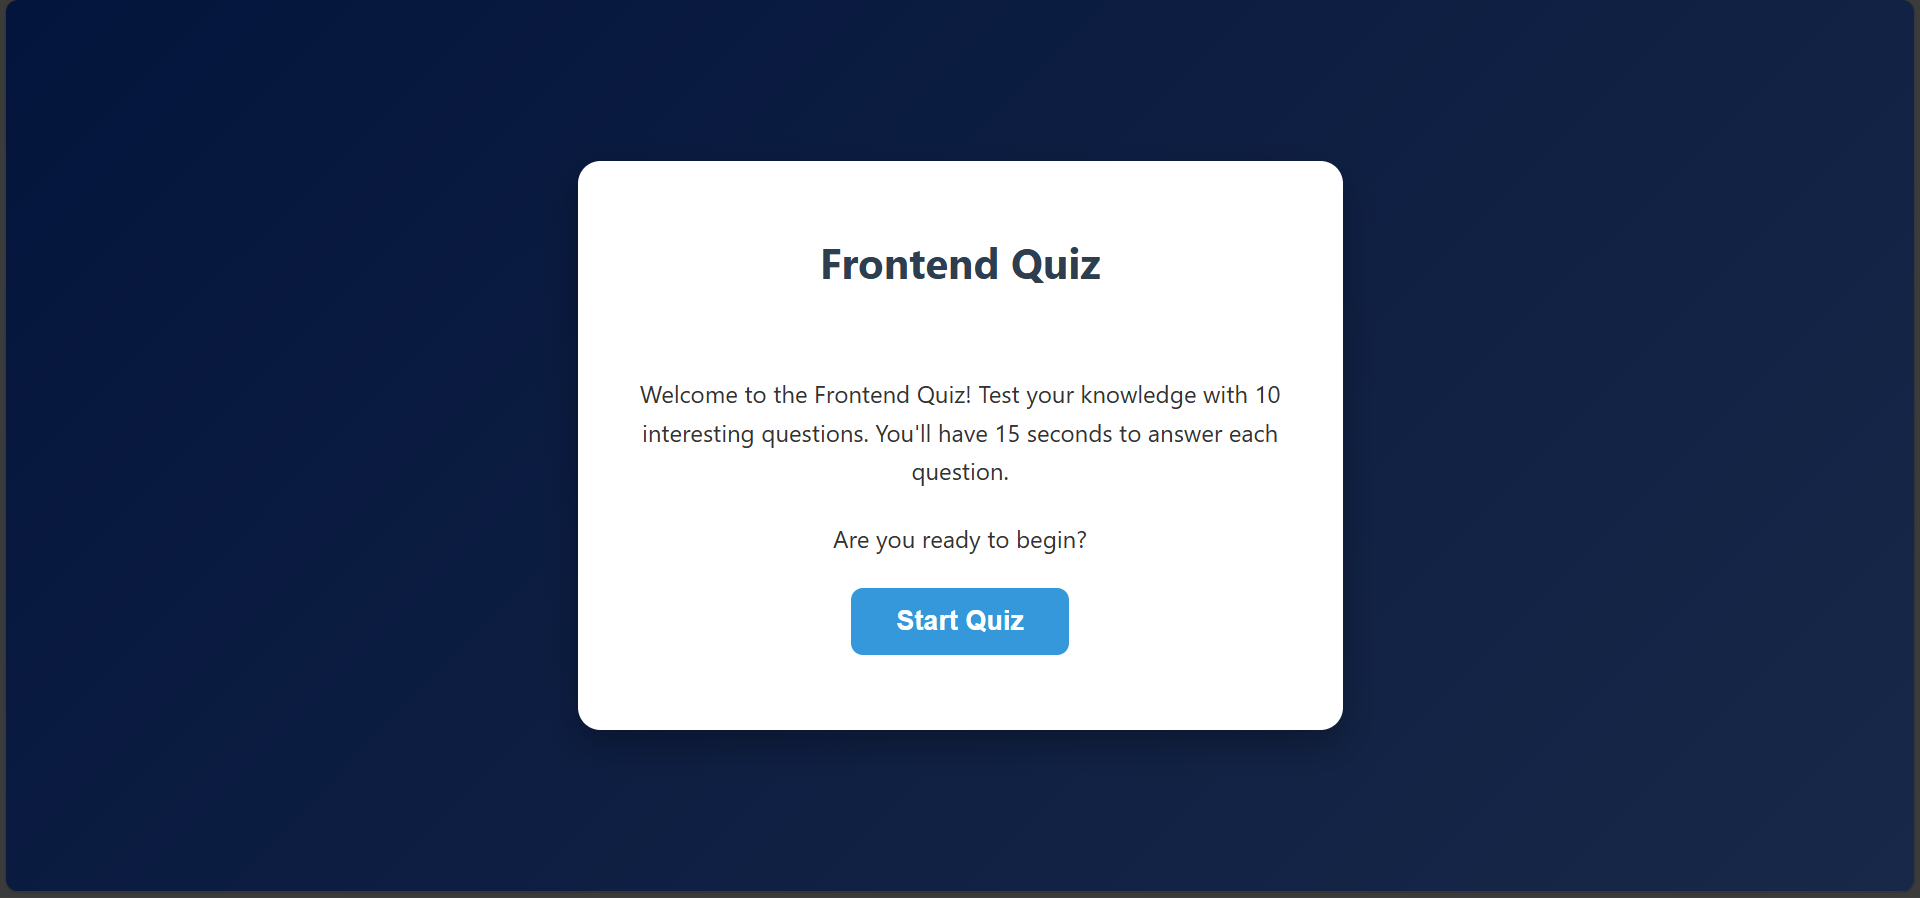 Frontend Quiz
Welcome to the Frontend Quiz! Test your knowledge with 10
interesting questions. You'll have 15 seconds to answer each
question.
Are you ready to begin?
Start Quiz